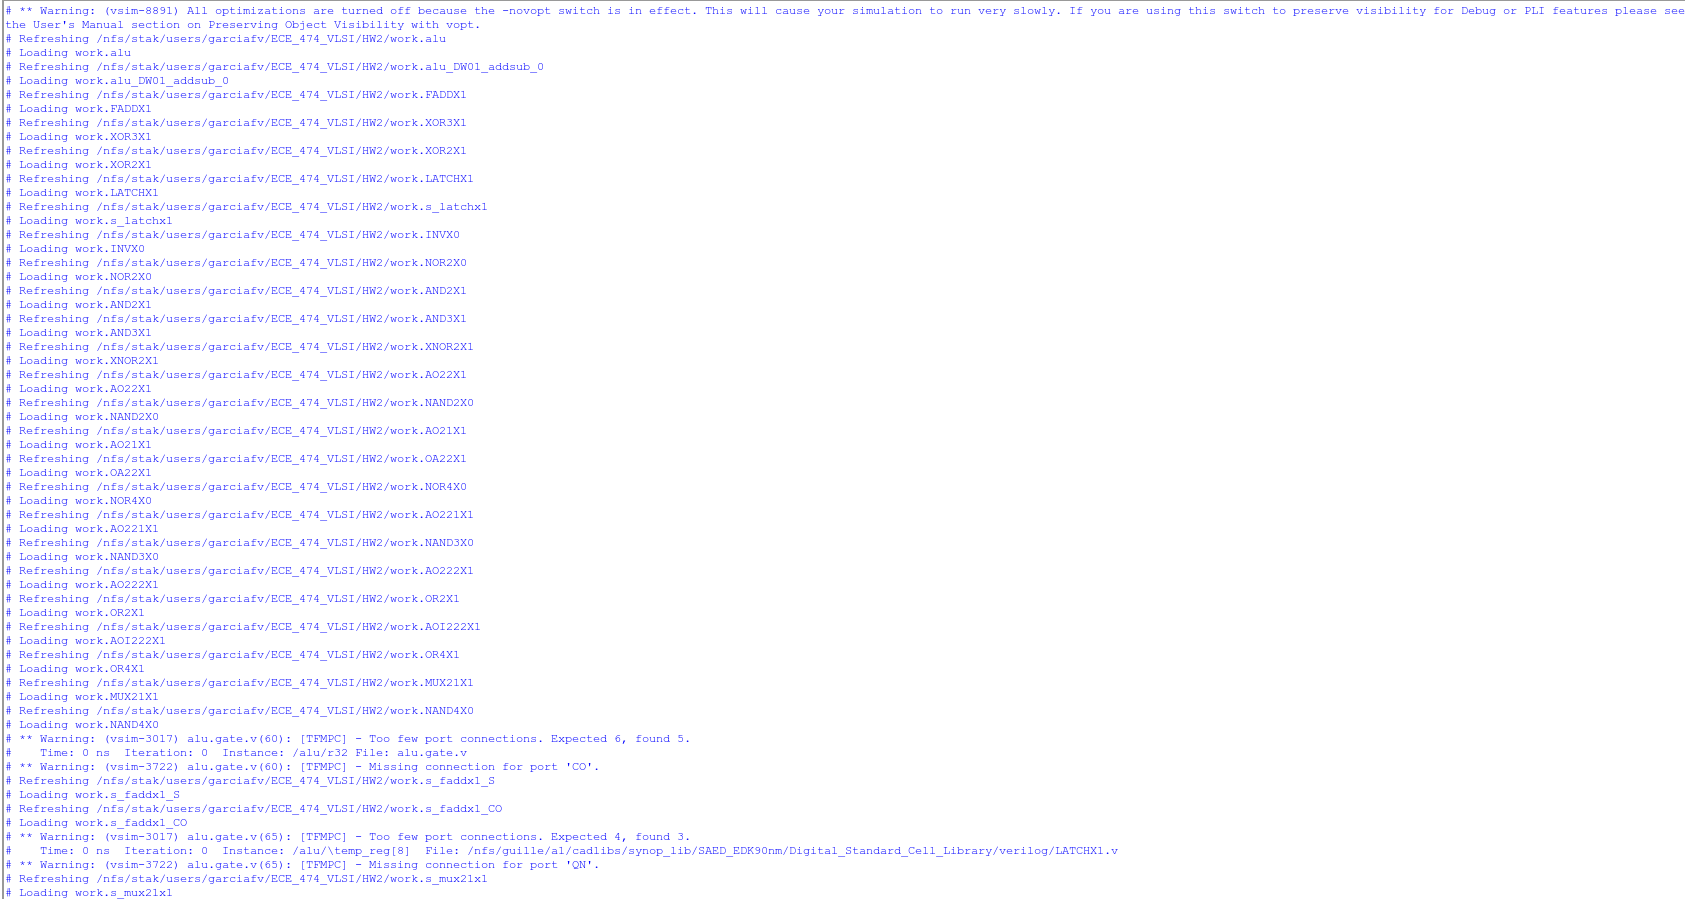 # ** Warning: (vsim-8891) All optimizations are turned off because the -novopt switch is in effect. This will cause your simulation to run very slowly. If you are using this switch to preserve visibility for Debug or PLI features please see
the User's Manual section on Preserving Object Visibility with vopt.
# Refreshing /nfs/stak/users/garciafv/ECE_474_VLSI/HW2/work.alu
# Loading work.alu
# Refreshing /nfs/stak/users/garciafv/ECE_474_VLSI/HW2/work.alu_DW01_addsub_0
# Loading work.alu_DW01_addsub_0
# Refreshing /nfs/stak/users/garciafv/ECE_474_VLSI/HW2/work.FADDX1
# Loading work.FADDX1
# Refreshing /nfs/stak/users/garciafv/ECE_474_VLSI/HW2/work.XOR3X1
# Loading work.XOR3X1
# Refreshing /nfs/stak/users/garciafv/ECE_474_VLSI/HW2/work.XOR2X1
# Loading work.XOR2X1
# Refreshing /nfs/stak/users/garciafv/ECE_474_VLSI/HW2/work.LATCHX1
# Loading work.LATCHX1
# Refreshing /nfs/stak/users/garciafv/ECE_474_VLSI/HW2/work.s_latchx1
# Loading work.s_latchx1
# Refreshing /nfs/stak/users/garciafv/ECE_474_VLSI/HW2/work.INVX0
# Loading work.INVX0
# Refreshing /nfs/stak/users/garciafv/ECE_474_VLSI/HW2/work.NOR2X0
# Loading work.NOR2X0
# Refreshing /nfs/stak/users/garciafv/ECE_474_VLSI/HW2/work.AND2X1
# Loading work.AND2X1
# Refreshing /nfs/stak/users/garciafv/ECE_474_VLSI/HW2/work.AND3X1
# Loading work.AND3X1
# Refreshing /nfs/stak/users/garciafv/ECE_474_VLSI/HW2/work.XNOR2X1
# Loading work.XNOR2X1
# Refreshing /nfs/stak/users/garciafv/ECE_474_VLSI/HW2/work.AO22X1
# Loading work.AO22X1
# Refreshing /nfs/stak/users/garciafv/ECE_474_VLSI/HW2/work.NAND2X0
# Loading work.NAND2X0
# Refreshing /nfs/stak/users/garciafv/ECE_474_VLSI/HW2/work.AO21X1
# Loading work.AO21X1
# Refreshing /nfs/stak/users/garciafv/ECE_474_VLSI/HW2/work.OA22X1
# Loading work.OA22X1
# Refreshing /nfs/stak/users/garciafv/ECE_474_VLSI/HW2/work.NOR4X0
# Loading work.NOR4X0
# Refreshing /nfs/stak/users/garciafv/ECE_474_VLSI/HW2/work.AO221X1
# Loading work.AO221X1
# Refreshing /nfs/stak/users/garciafv/ECE_474_VLSI/HW2/work.NAND3X0
# Loading work.NAND3X0
# Refreshing /nfs/stak/users/garciafv/ECE_474_VLSI/HW2/work.AO222X1
# Loading work.AO222X1
# Refreshing /nfs/stak/users/garciafv/ECE_474_VLSI/HW2/work.OR2X1
# Loading work.OR2X1
# Refreshing /nfs/stak/users/garciafv/ECE_474_VLSI/HW2/work.AOI222X1
# Loading work.AOI222X1
# Refreshing /nfs/stak/users/garciafv/ECE_474_VLSI/HW2/work.OR4X1
# Loading work.OR4X1
# Refreshing /nfs/stak/users/garciafv/ECE_474_VLSI/HW2/work.MUX21X1
# Loading work.MUX21X1
# Refreshing /nfs/stak/users/garciafv/ECE_474_VLSI/HW2/work.NAND4X0
# Loading work.NAND4X0
# ** Warning: (vsim-3017) alu.gate.v(60): [TFMPC] - Too few port connections. Expected 6, found 5.
#    Time: 0 ns  Iteration: 0  Instance: /alu/r32 File: alu.gate.v
# ** Warning: (vsim-3722) alu.gate.v(60): [TFMPC] - Missing connection for port 'CO'.
# Refreshing /nfs/stak/users/garciafv/ECE_474_VLSI/HW2/work.s_faddx1_S
# Loading work.s_faddx1_S
# Refreshing /nfs/stak/users/garciafv/ECE_474_VLSI/HW2/work.s_faddx1_CO
# Loading work.s_faddx1_CO
# ** Warning: (vsim-3017) alu.gate.v(65): [TFMPC] - Too few port connections. Expected 4, found 3.
#    Time: 0 ns  Iteration: 0  Instance: /alu/\temp_reg[8]  File: /nfs/guille/a1/cadlibs/synop_lib/SAED_EDK90nm/Digital_Standard_Cell_Library/verilog/LATCHX1.v
# ** Warning: (vsim-3722) alu.gate.v(65): [TFMPC] - Missing connection for port 'QN'.
# Refreshing /nfs/stak/users/garciafv/ECE_474_VLSI/HW2/work.s_mux21x1
# Loading work.s_mux21x1